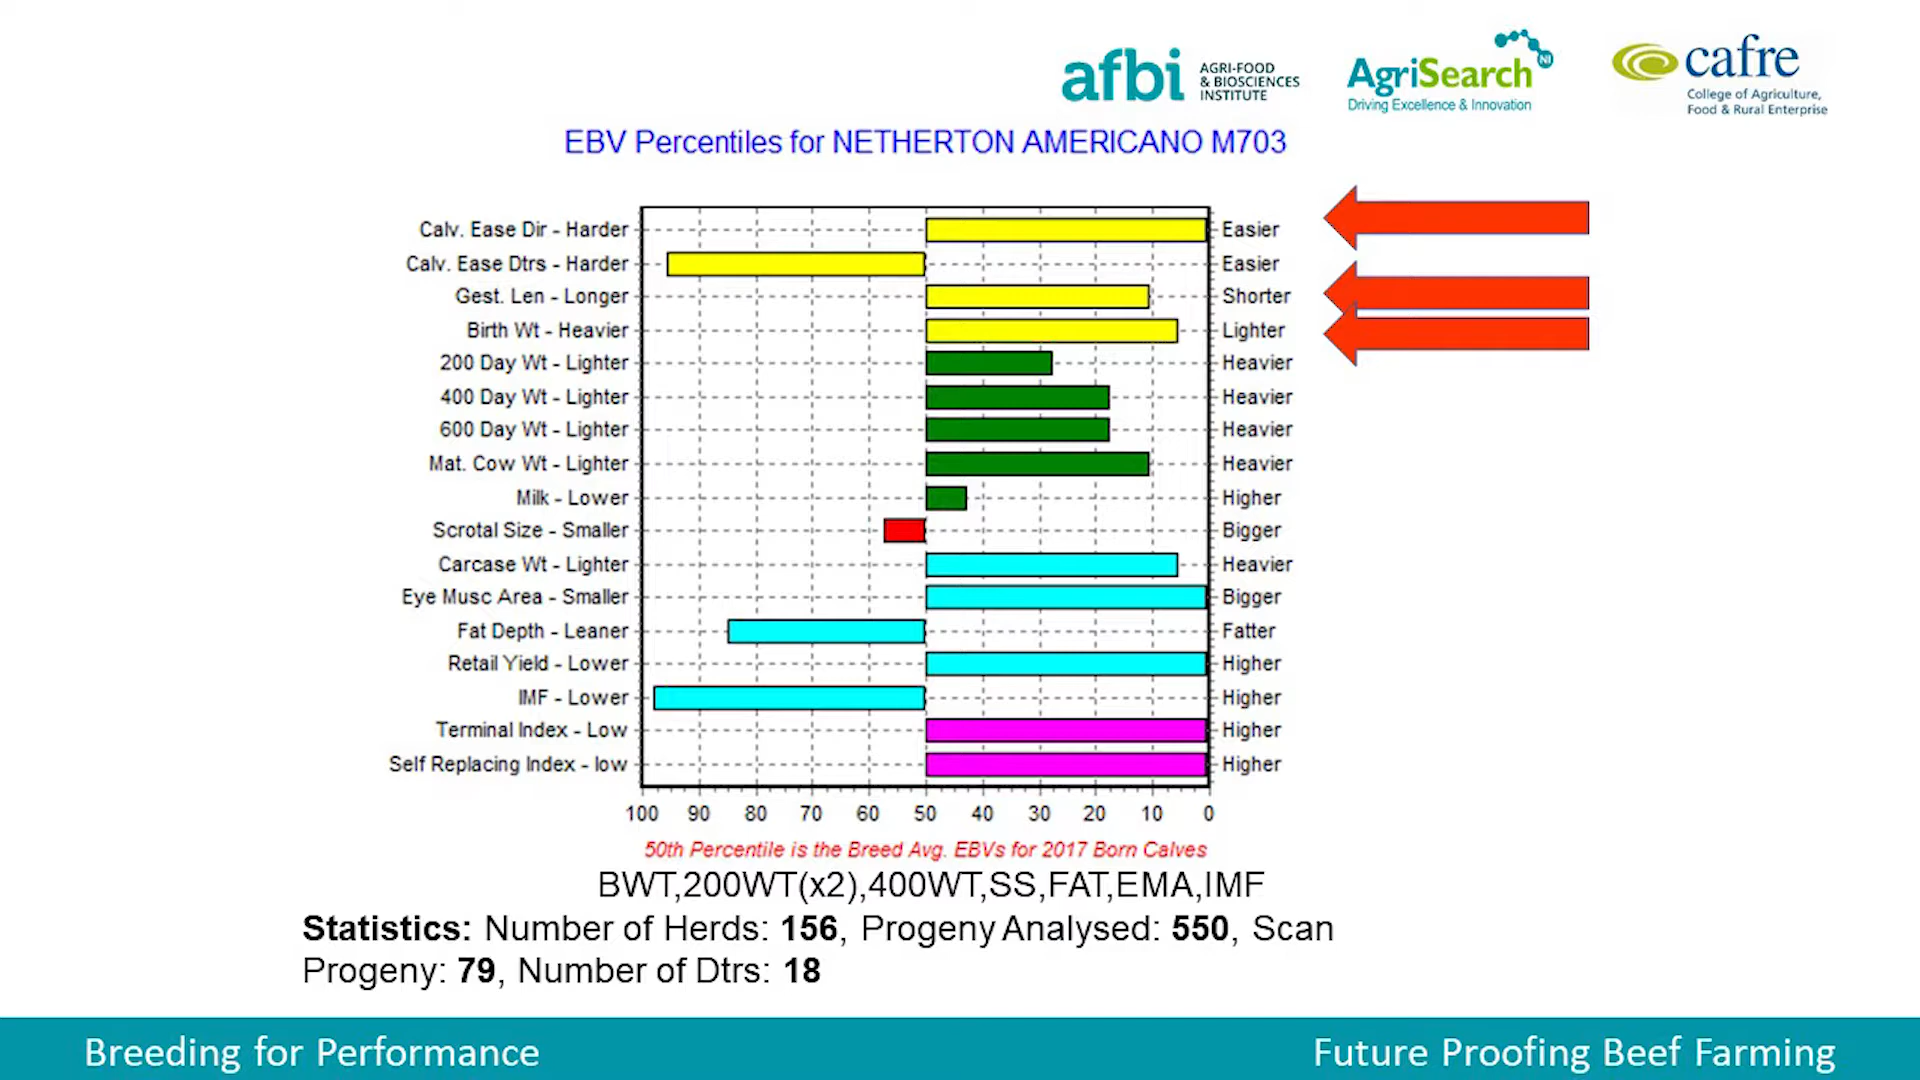 afbi AGRI-FOOD
& BIOSCIENCES
INSTITUTE
AgriSearch NI
Driving Excellence & Innovation
cafre
College of Agriculture,
Food & Rural Enterprise
EBV Percentiles for NETHERTON AMERICANO M703
Calv. Ease Dir - Harder Easier
Calv. Ease Dtrs - Harder Easier
Gest. Len - Longer Shorter
Birth Wt - Heavier Lighter
200 Day Wt - Lighter Heavier
400 Day Wt - Lighter Heavier
600 Day Wt - Lighter Heavier
Mat. Cow Wt - Lighter Heavier
Milk - Lower Higher
Scrotal Size - Smaller Bigger
Carcase Wt - Lighter Heavier
Eye Musc Area - Smaller Bigger
Fat Depth - Leaner Fatter
Retail Yield - Lower Higher
IMF - Lower Higher
Terminal Index - Low Higher
Self Replacing Index - low Higher
100 90 80 70 60 50 40 30 20 10 0
50th Percentile is the Breed Avg. EBVs for 2017 Born Calves
BWT,200WT(x2),400WT,SS,FAT,EMA,IMF
Statistics: Number of Herds: 156, Progeny Analysed: 550, Scan
Progeny: 79, Number of Dtrs: 18
Breeding for Performance
Future Proofing Beef Farming